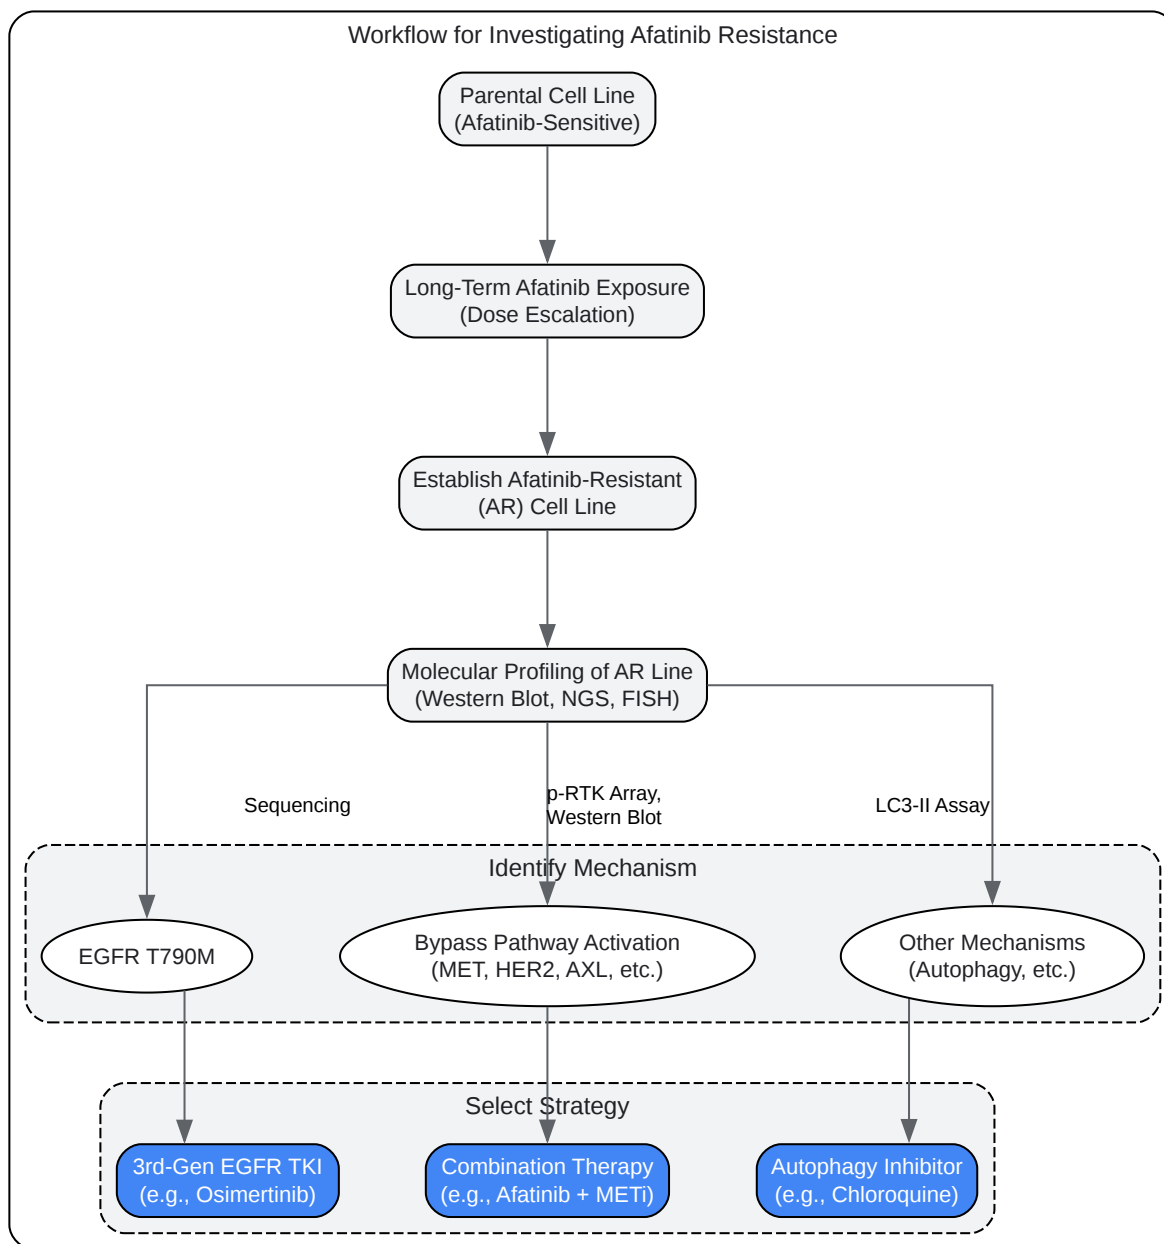 Workflow for Investigating Afatinib Resistance
Parental Cell Line
(Afatinib-Sensitive)
Long-Term Afatinib Exposure
(Dose Escalation)
Establish Afatinib-Resistant
(AR) Cell Line
Molecular Profiling of AR Line
(Western Blot, NGS, FISH)
Sequencing
p-RTK Array,
Western Blot
LC3-II Assay
Identify Mechanism
EGFR T790M
Bypass Pathway Activation
(MET, HER2, AXL, etc.)
Other Mechanisms
(Autophagy, etc.)
Select Strategy
3rd-Gen EGFR TKI
(e.g., Osimertinib)
Combination Therapy
(e.g., Afatinib + METi)
Autophagy Inhibitor
(e.g., Chloroquine)